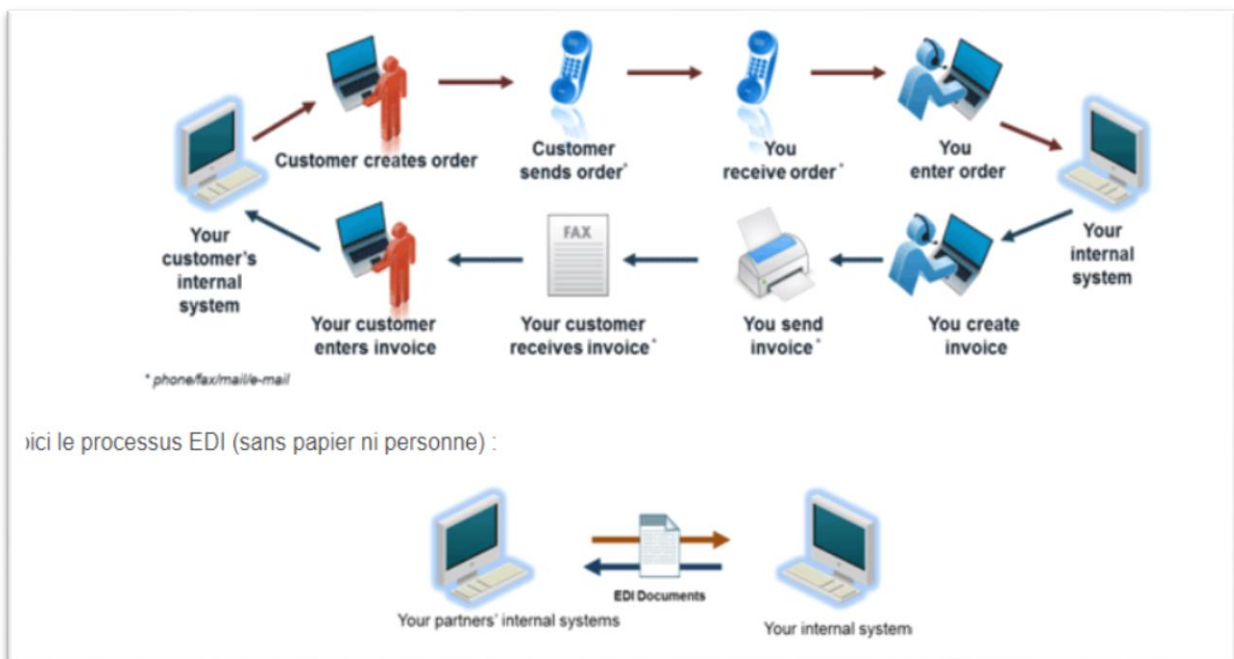 Customer creates order
Customer
sends order*
You
receive order*
You
enter order
Your
customer's
internal
system
Your
internal
system
FAX
Your customer
enters invoice
Your customer
receives invoice*
You send
invoice*
You create
invoice
* phone/fax/mail/e-mail
ici le processus EDI (sans papier ni personne) :
EDI Documents
Your partners' internal systems
Your internal system